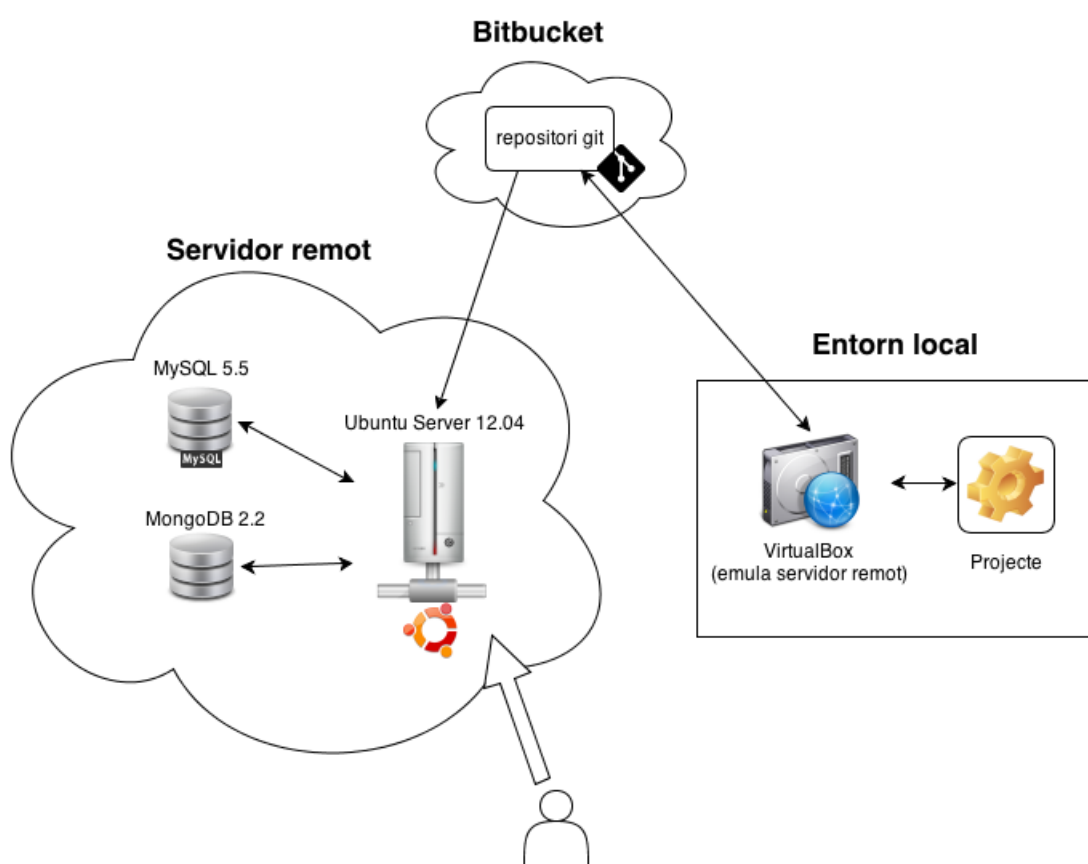 Bitbucket
repositori git
Servidor remot
MySQL 5.5
MySQL
Ubuntu Server 12.04
MongoDB 2.2
Entorn local
VirtualBox
(emula servidor remot)
Projecte